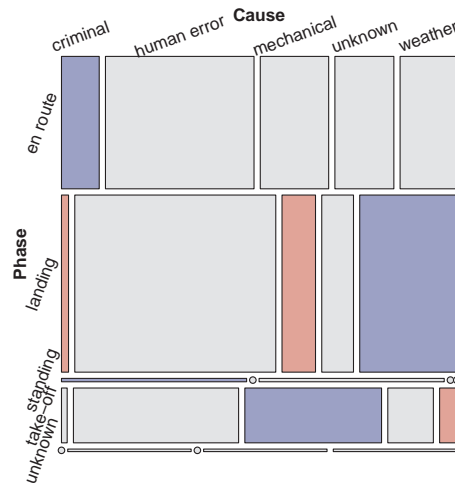 Cause
criminal
human error
mechanical
unknown
weather
Phase
en route
landing
standing
take−off
unknown